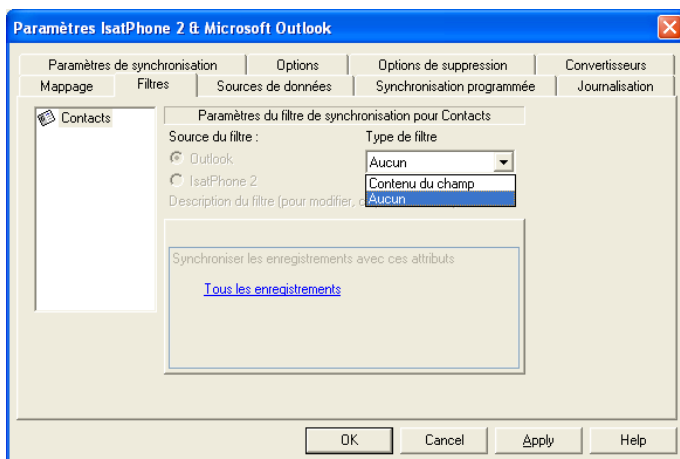 Paramètres IsatPhone 2 & Microsoft Outlook
Paramètres de synchronisation Options Options de suppression Convertisseurs
Mappage Filtres Sources de données Synchronisation programmée Journalisation
Contacts
Paramètres du filtre de synchronisation pour Contacts
Source du filtre : Type de filtre
Outlook Aucun
IsatPhone 2 Contenu du champ
Aucun
Description du filtre (pour modifier,
Synchroniser les enregistrements avec ces attributs
Tous les enregistrements
OK Cancel Apply Help